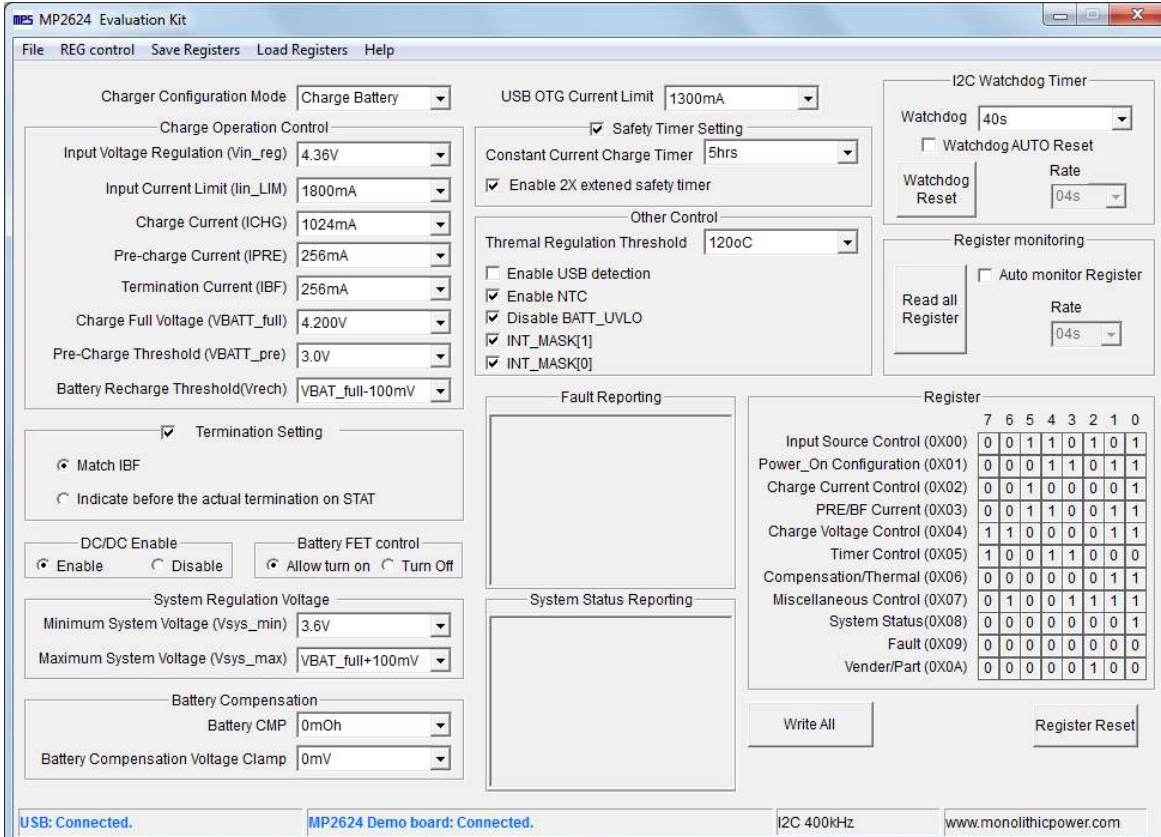 mps MP2624 Evaluation Kit
File REG control Save Registers Load Registers Help
Charger Configuration Mode Charge Battery
Charge Operation Control
Input Voltage Regulation (Vin_reg) 4.36V
Input Current Limit (Iin_LIM) 1800mA
Charge Current (ICHG) 1024mA
Pre-charge Current (IPRE) 256mA
Termination Current (IBF) 256mA
Charge Full Voltage (VBATT_full) 4.200V
Pre-Charge Threshold (VBATT_pre) 3.0V
Battery Recharge Threshold(Vrech) VBAT_full-100mV
Termination Setting
Match IBF
Indicate before the actual termination on STAT
DC/DC Enable
Enable Disable
Battery FET control
Allow turn on Turn Off
System Regulation Voltage
Minimum System Voltage (Vsys_min) 3.6V
Maximum System Voltage (Vsys_max) VBAT_full+100mV
Battery Compensation
Battery CMP 0mOh
Battery Compensation Voltage Clamp 0mV
USB OTG Current Limit 1300mA
Safety Timer Setting
Constant Current Charge Timer 5hrs
Enable 2X extened safety timer
Other Control
Thremal Regulation Threshold 120oC
Enable USB detection
Enable NTC
Disable BATT_UVLO
INT_MASK[1]
INT_MASK[0]
Fault Reporting
System Status Reporting
I2C Watchdog Timer
Watchdog 40s
Watchdog AUTO Reset
Watchdog Reset
Rate
04s
Register monitoring
Read all Register
Auto monitor Register
Rate
04s
Register
7 6 5 4 3 2 1 0
Input Source Control (0X00) 0 0 1 1 0 1 0 1
Power_On Configuration (0X01) 0 0 0 1 1 0 1 1
Charge Current Control (0X02) 0 0 1 0 0 0 0 1
PRE/BF Current (0X03) 0 0 1 1 0 0 1 1
Charge Voltage Control (0X04) 1 1 0 0 0 0 1 1
Timer Control (0X05) 1 0 0 1 1 0 0 0
Compensation/Thermal (0X06) 0 0 0 0 0 0 1 1
Miscellaneous Control (0X07) 0 1 0 0 1 1 1 1
System Status(0X08) 0 0 0 0 0 0 0 1
Fault (0X09) 0 0 0 0 0 0 0 0
Vender/Part (0X0A) 0 0 0 0 0 1 0 0
Write All
Register Reset
USB: Connected.
MP2624 Demo board: Connected.
I2C 400kHz
www.monolithicpower.com